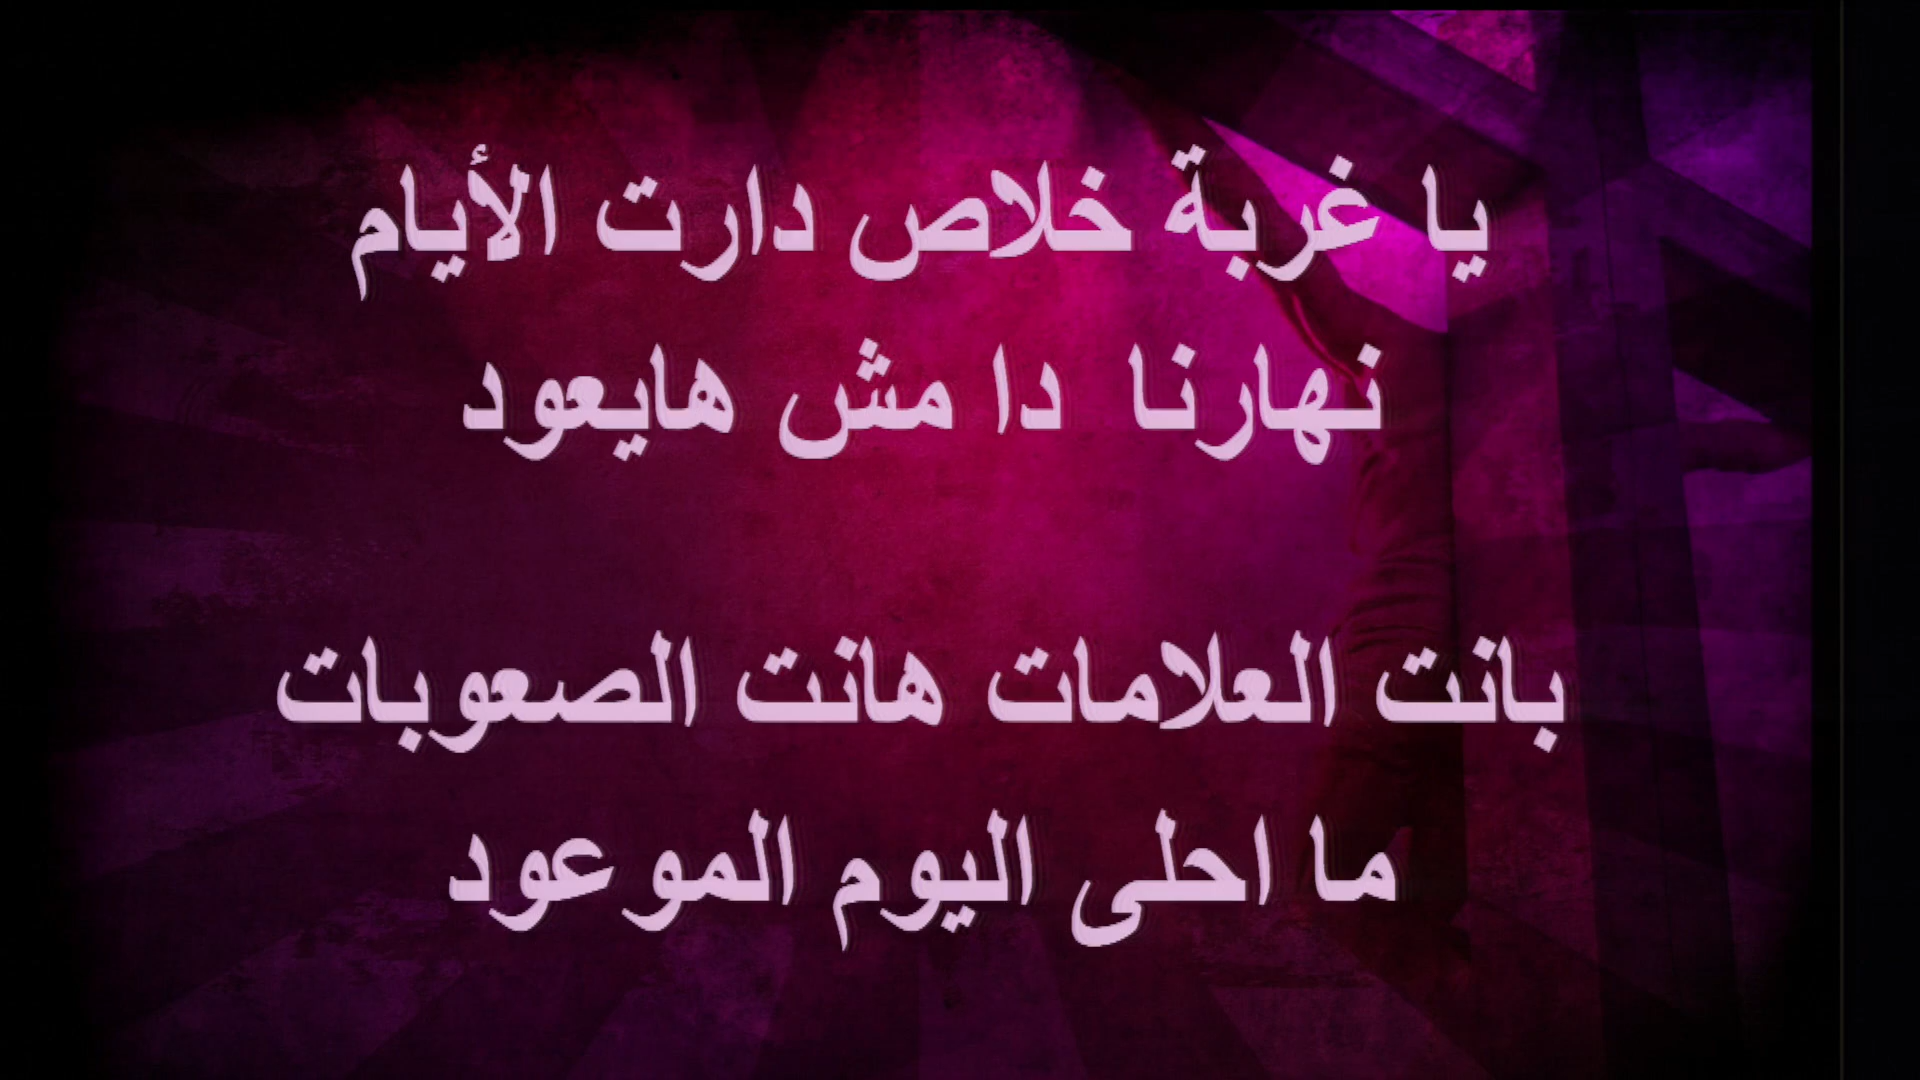 يا غربة خلاص دارت الأيام
نهارنا دا مش هايعود
بانت العلامات هانت الصعوبات
ما احلى اليوم الموعود